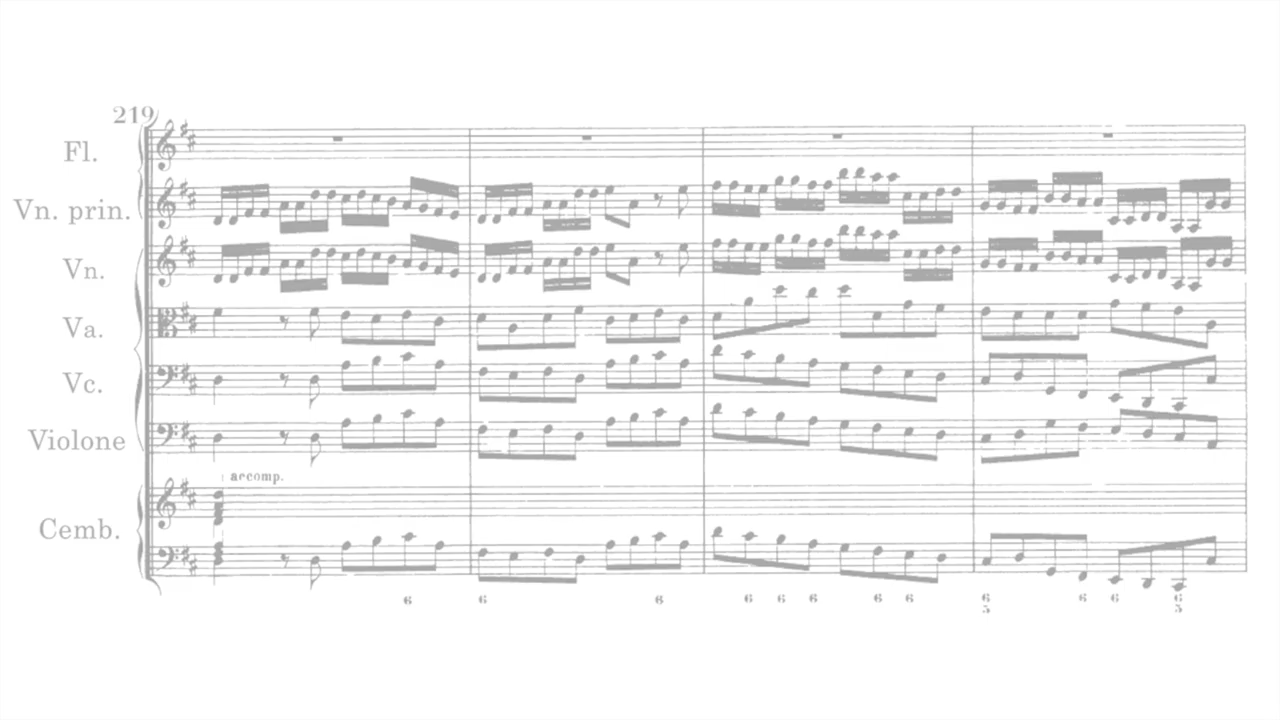 219
Fl.
Vn. prin.
Vn.
Va.
Vc.
Violone
accomp.
Cemb.
6 6 6 6 6 6 6 6 6 6 6 6
5 5